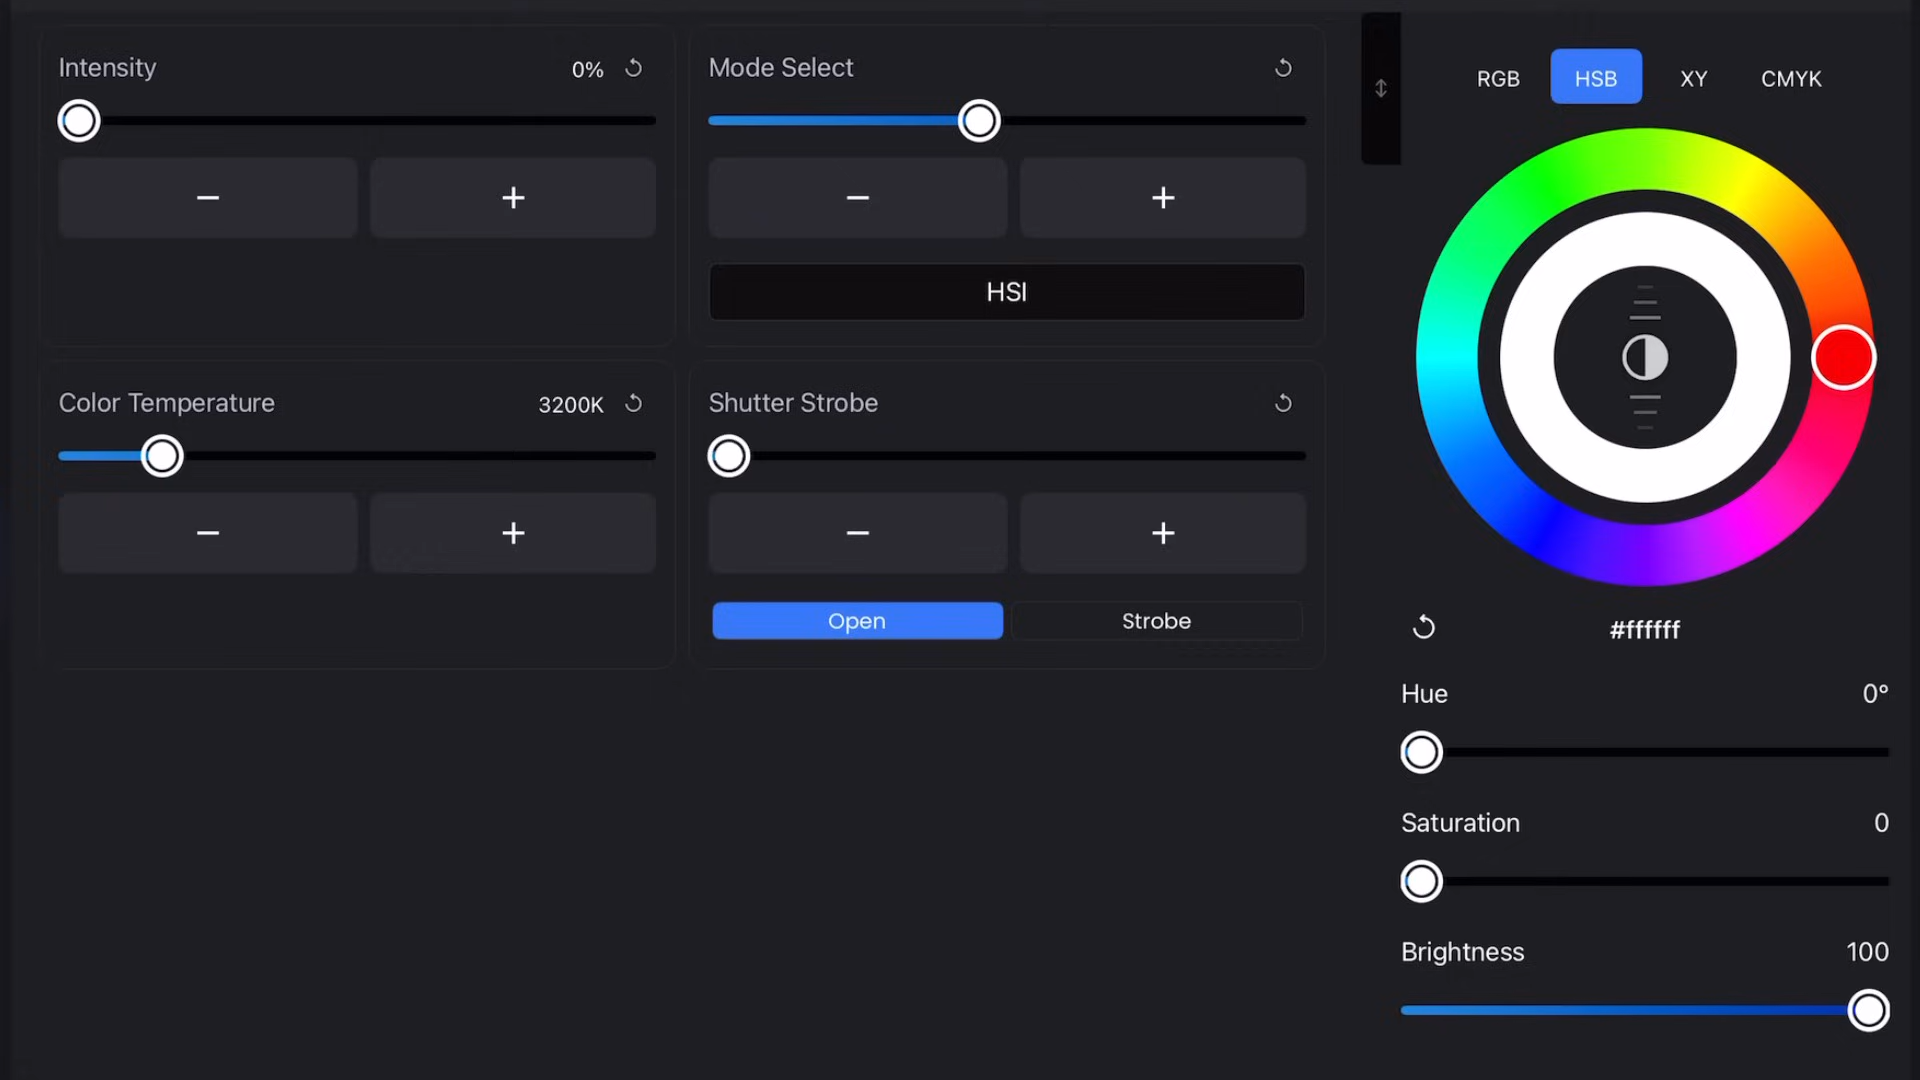 Intensity 0%
Mode Select
HSI
Color Temperature 3200K
Shutter Strobe
Open Strobe
RGB HSB XY CMYK
#ffffff
Hue 0°
Saturation 0
Brightness 100